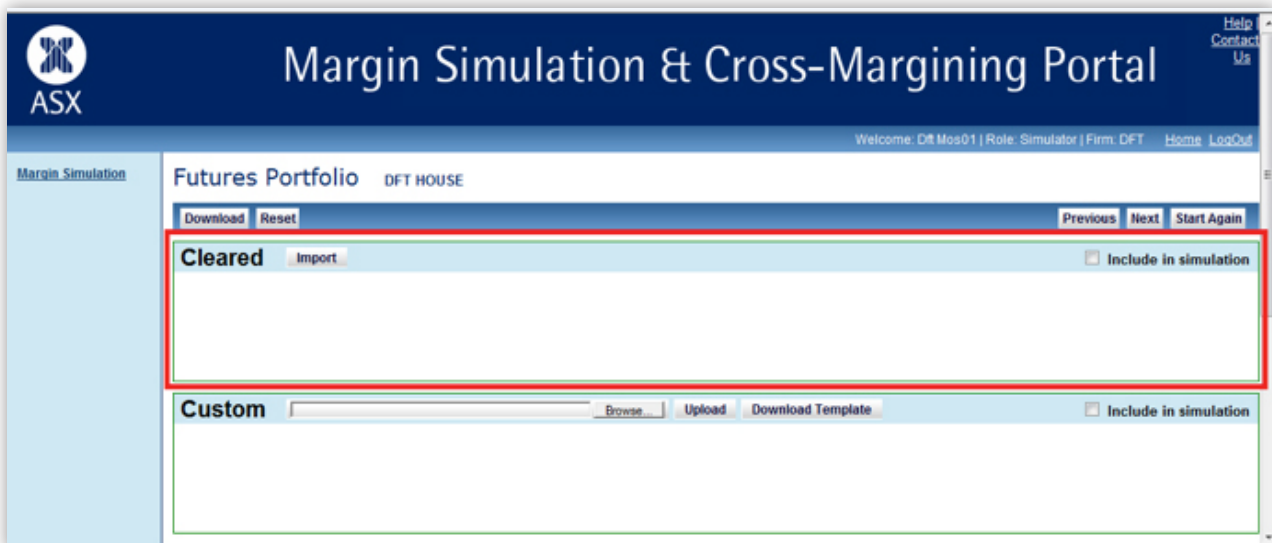 Help |
Contact
Us
ASX
Margin Simulation & Cross-Margining Portal
Welcome: Dft Mos01 | Role: Simulator | Firm: DFT Home LogOut
Margin Simulation
Futures Portfolio DFT HOUSE
Download Reset Previous Next Start Again
Cleared Import Include in simulation
Custom Browse... Upload Download Template Include in simulation